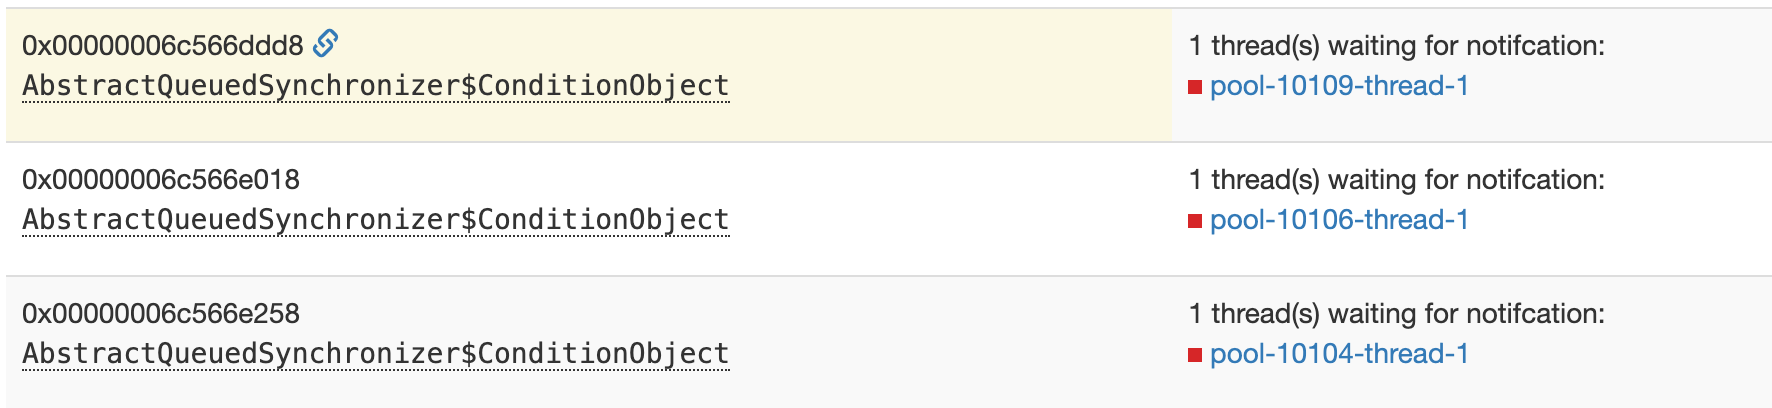 0x00000006c566ddd8
1 thread(s) waiting for notifcation:
AbstractQueuedSynchronizer$ConditionObject
pool-10109-thread-1
0x00000006c566e018
1 thread(s) waiting for notifcation:
AbstractQueuedSynchronizer$ConditionObject
pool-10106-thread-1
0x00000006c566e258
1 thread(s) waiting for notifcation:
AbstractQueuedSynchronizer$ConditionObject
pool-10104-thread-1